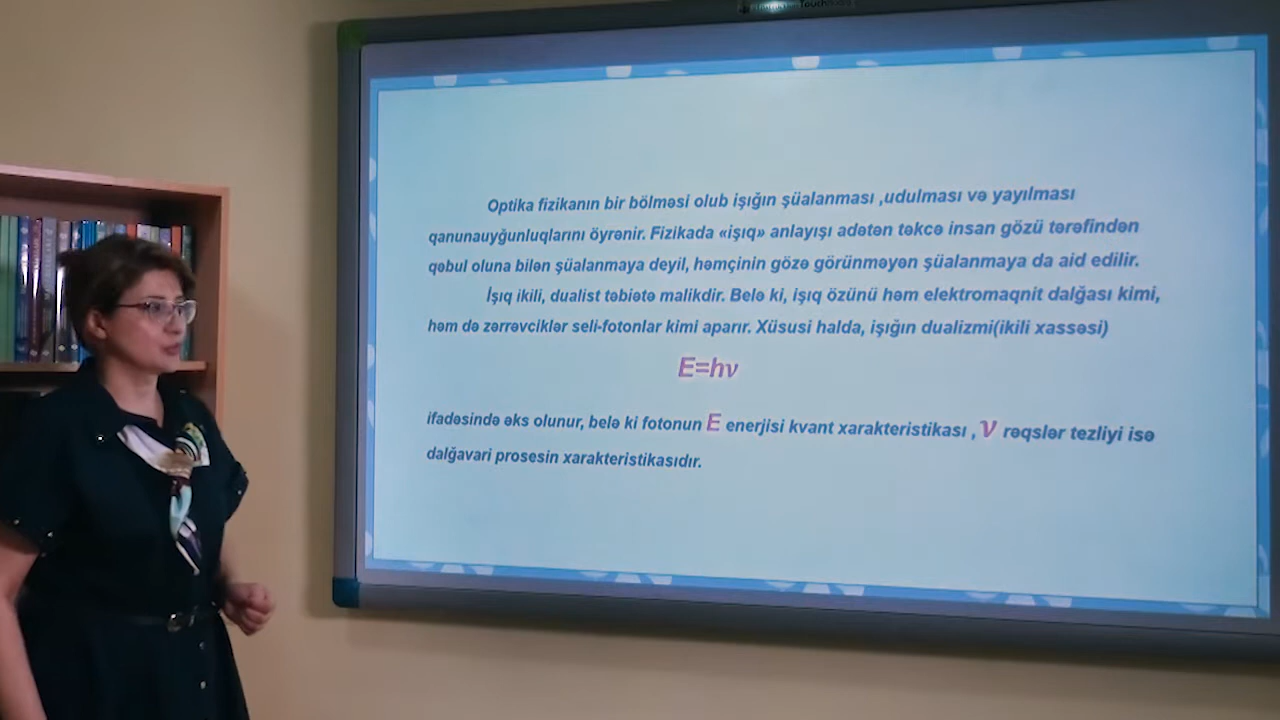 Optika fizikanın bir bölməsi olub işığın şüalanması ,udulması və yayılması
qanunauyğunluqlarını öyrənir. Fizikada «işıq» anlayışı adətən təkcə insan gözü tərəfindən
qəbul oluna bilən şüalanmaya deyil, həmçinin gözə görünməyən şüalanmaya da aid edilir.
İşıq ikili, dualist təbiətə malikdir. Belə ki, işıq özünü həm elektromaqnit dalğası kimi,
həm də zərrəvciklər seli-fotonlar kimi aparır. Xüsusi halda, işığın dualizmi(ikili xassəsi)
E=hν
ifadəsində əks olunur, belə ki fotonun E enerjisi kvant xarakteristikası , ν rəqslər tezliyi isə
dalğavari prosesin xarakteristikasıdır.